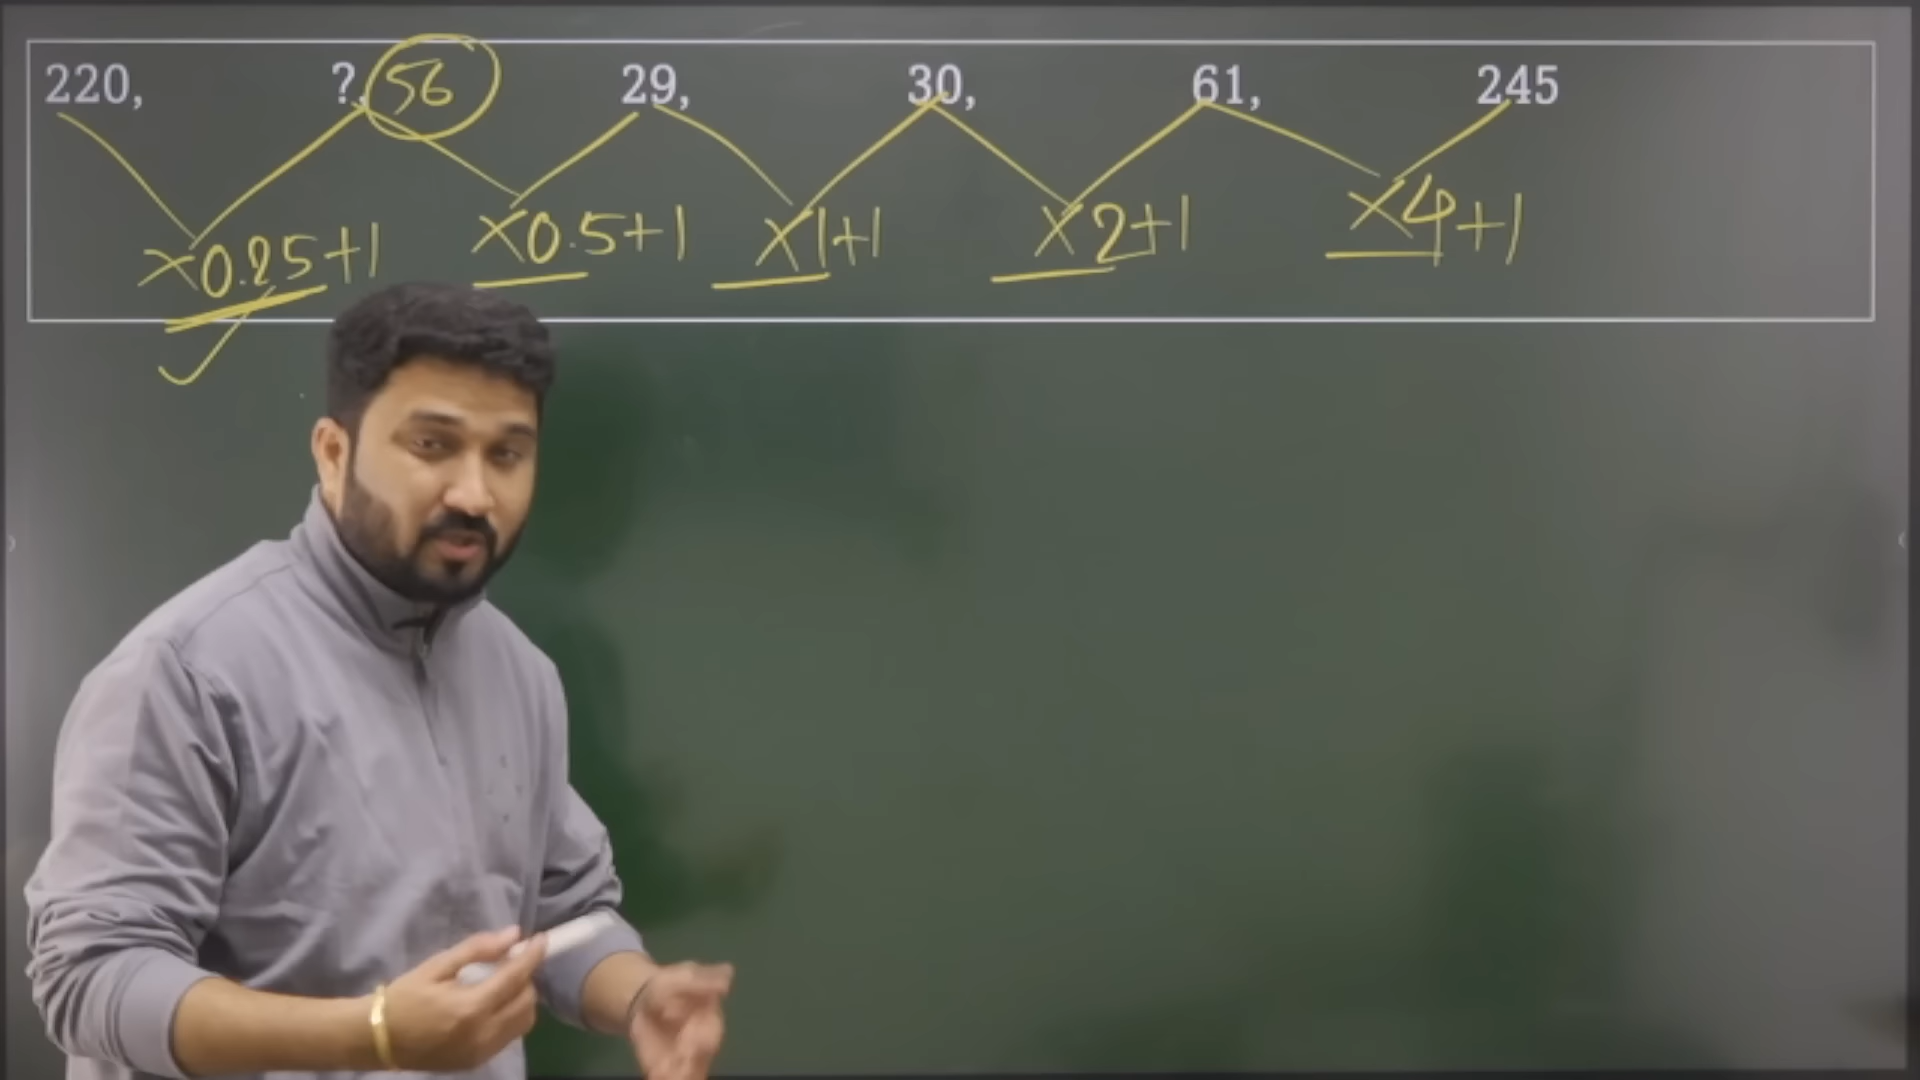 220, ?, 56 29, 30, 61, 245
×0.25+1 ×0.5+1 ×1+1 ×2+1 ×4+1